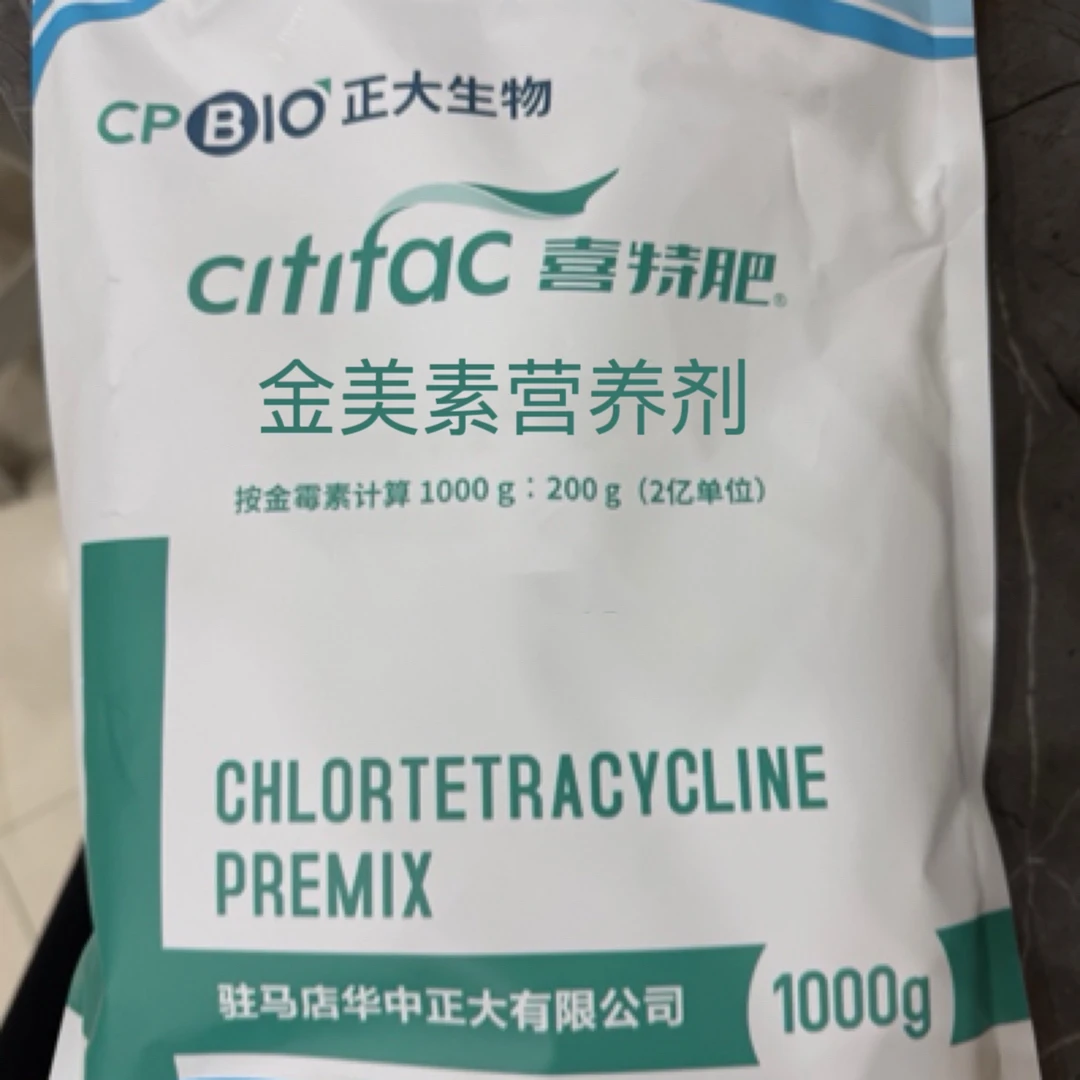 CPBIO 正大生物
citifac 喜特肥®
金美素营养剂
按金霉素计算 1000 g：200 g（2亿单位）
CHLORTETRACYCLINE
PREMIX
驻马店华中正大有限公司
1000g